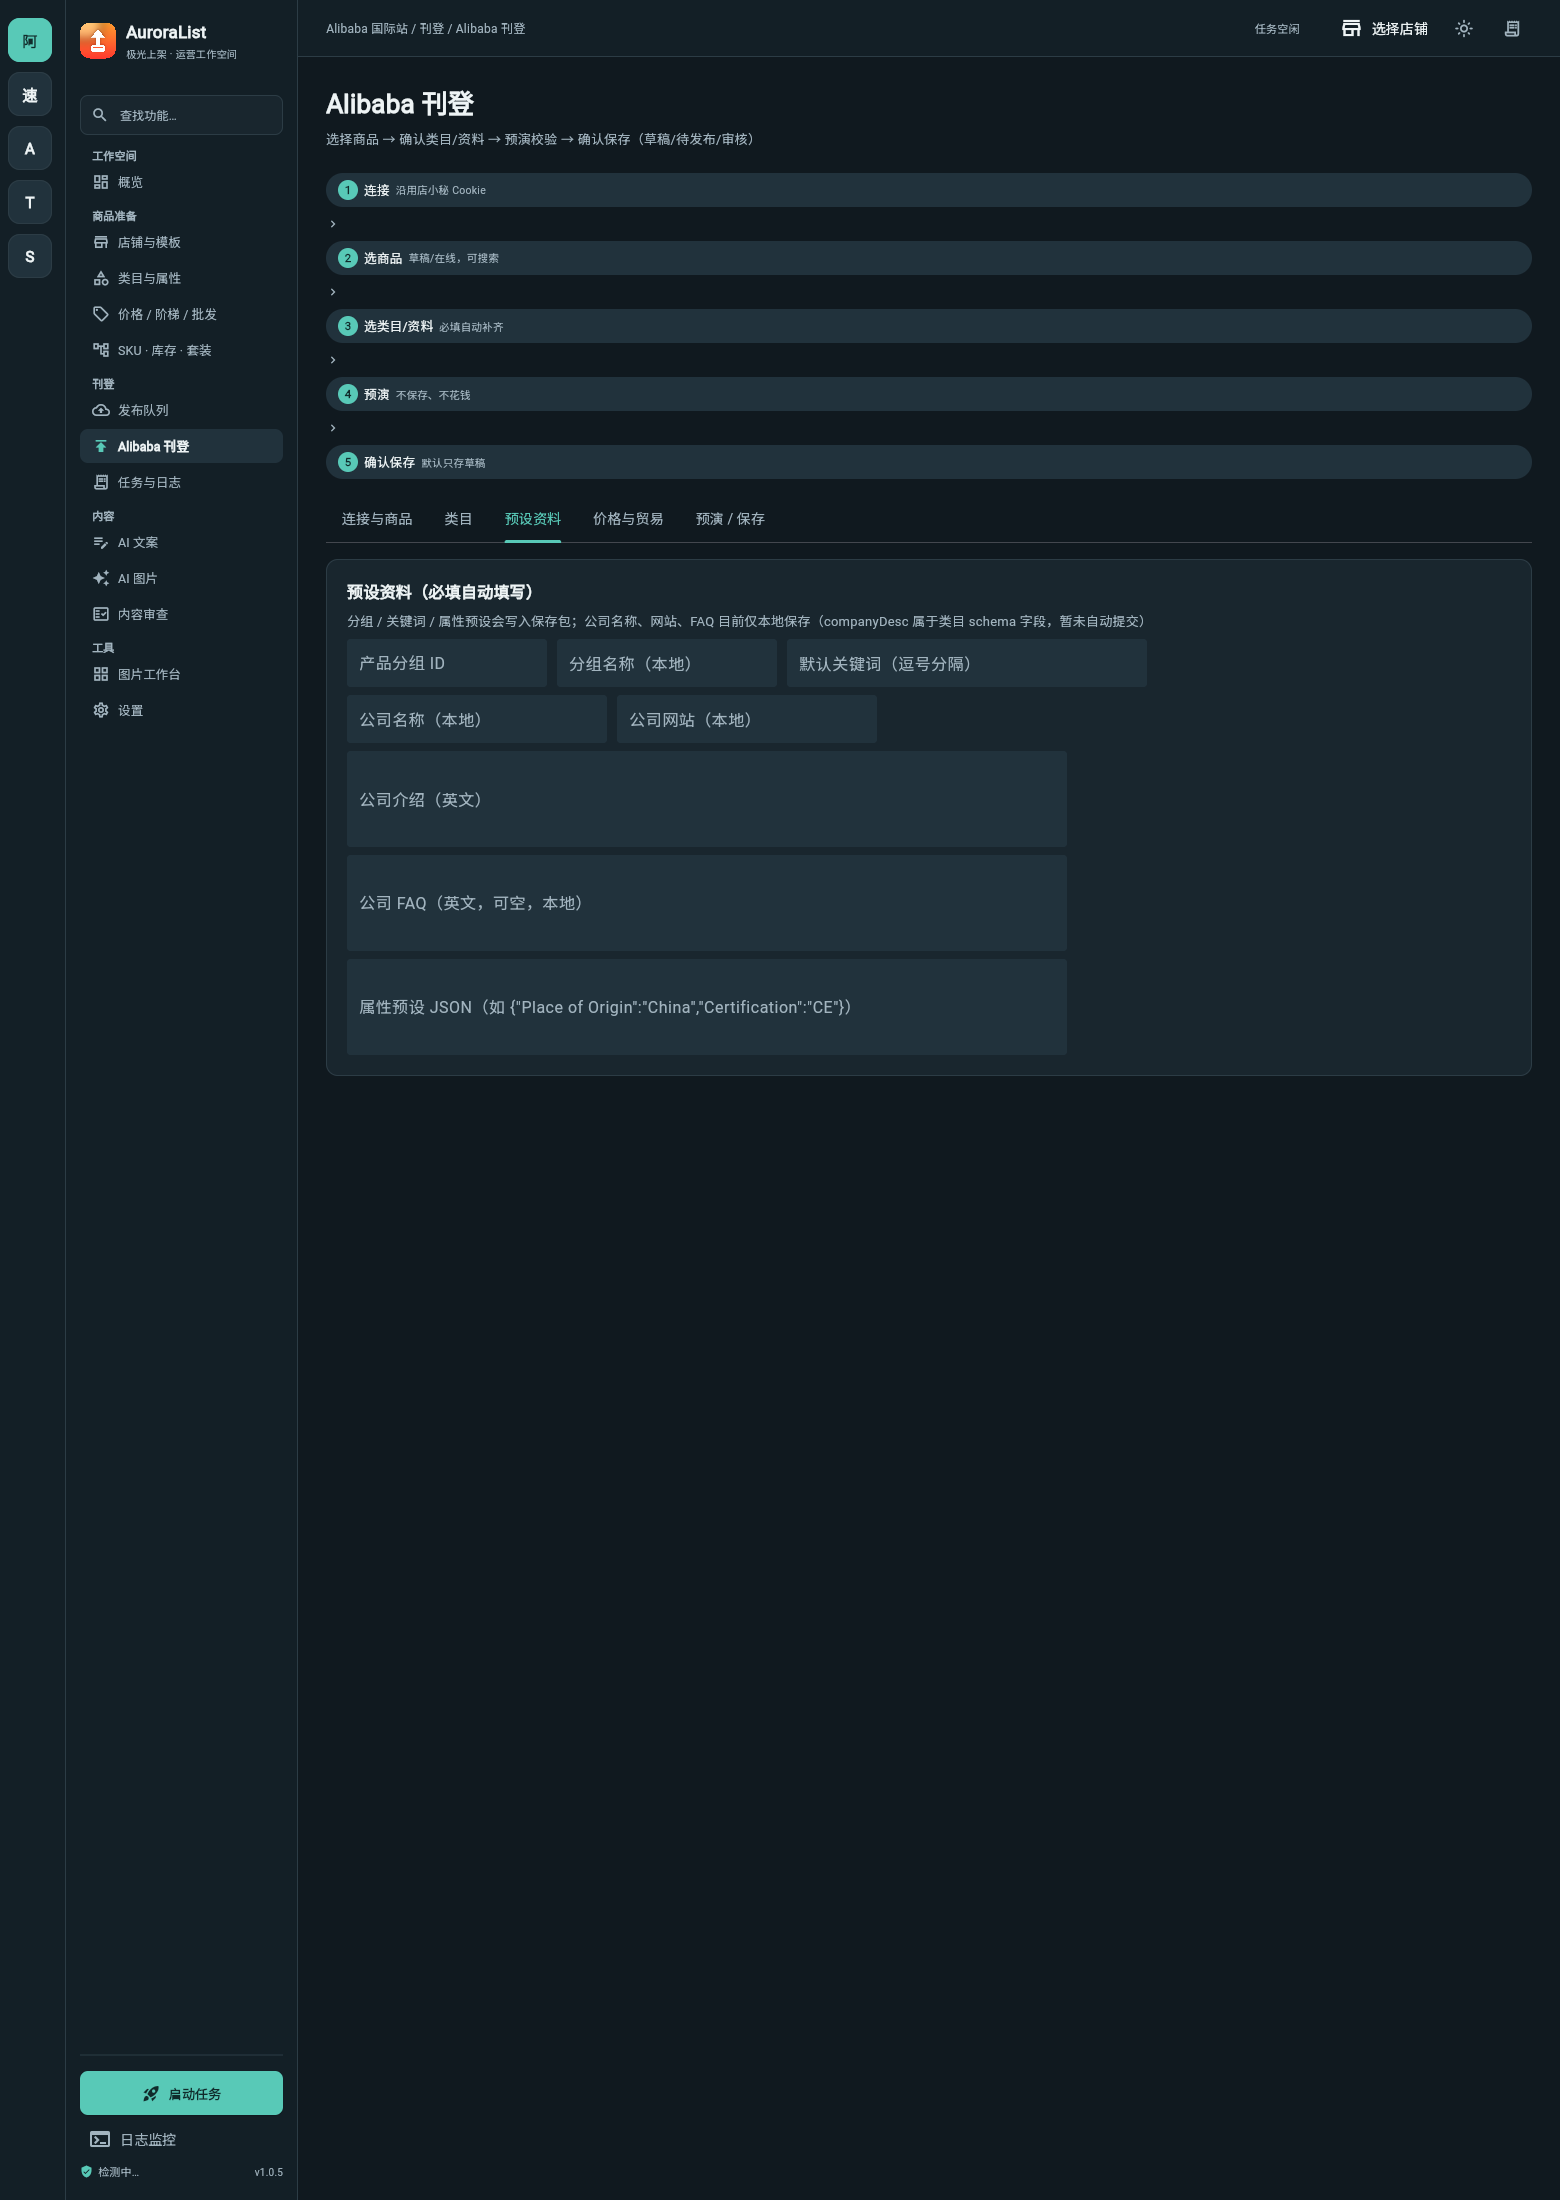 阿
速
A
T
S
AuroraList
极光上架 · 运营工作空间
查找功能...
工作空间
概览
商品准备
店铺与模板
类目与属性
价格 / 阶梯 / 批发
SKU · 库存 · 套装
刊登
发布队列
Alibaba 刊登
任务与日志
内容
AI 文案
AI 图片
内容审查
工具
图片工作台
设置
启动任务
日志监控
检测中... v1.0.5
Alibaba 国际站 / 刊登 / Alibaba 刊登
任务空闲 选择店铺
Alibaba 刊登
选择商品 → 确认类目/资料 → 预演校验 → 确认保存（草稿/待发布/审核）
1 连接 沿用店小秘 Cookie
2 选商品 草稿/在线，可搜索
3 选类目/资料 必填自动补齐
4 预演 不保存、不花钱
5 确认保存 默认只存草稿
连接与商品 类目 预设资料 价格与贸易 预演 / 保存
预设资料（必填自动填写）
分组 / 关键词 / 属性预设会写入保存包；公司名称、网站、FAQ 目前仅本地保存（companyDesc 属于类目 schema 字段，暂未自动提交）
产品分组 ID 分组名称（本地） 默认关键词（逗号分隔）
公司名称（本地） 公司网站（本地）
公司介绍（英文）
公司 FAQ（英文，可空，本地）
属性预设 JSON（如 {"Place of Origin":"China","Certification":"CE"}）